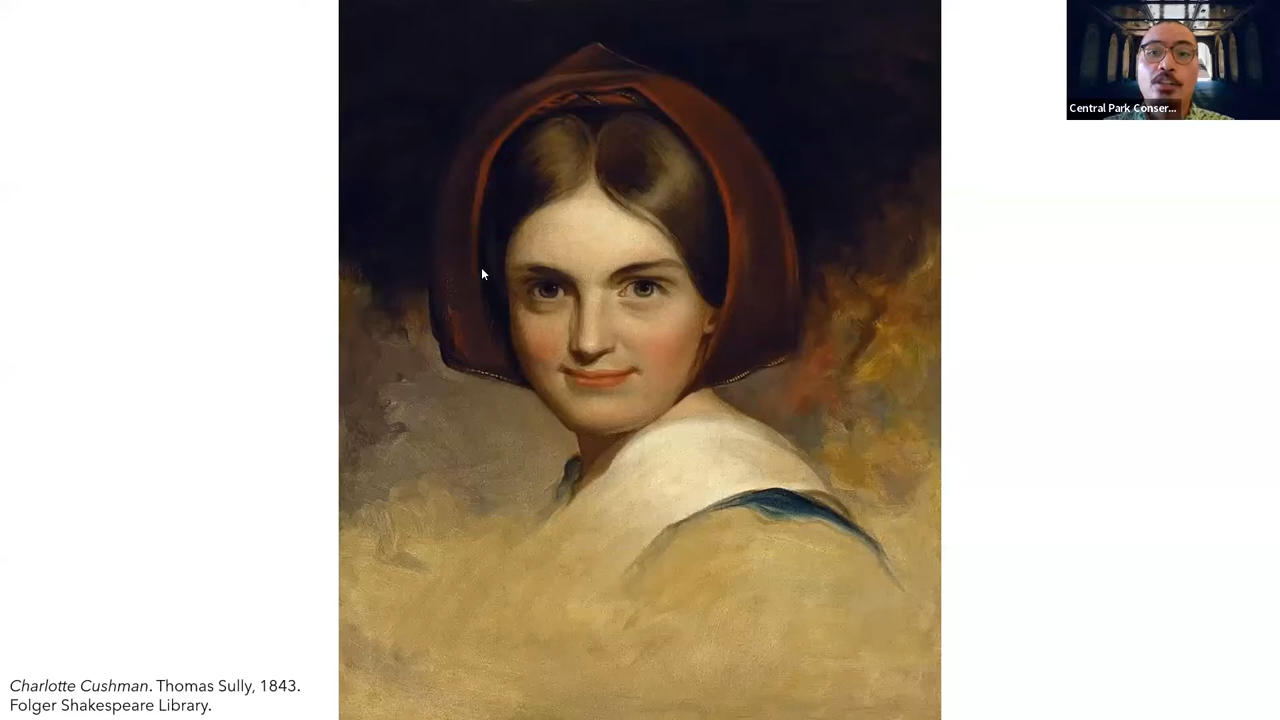 Central Park Conser...
Charlotte Cushman. Thomas Sully, 1843.
Folger Shakespeare Library.